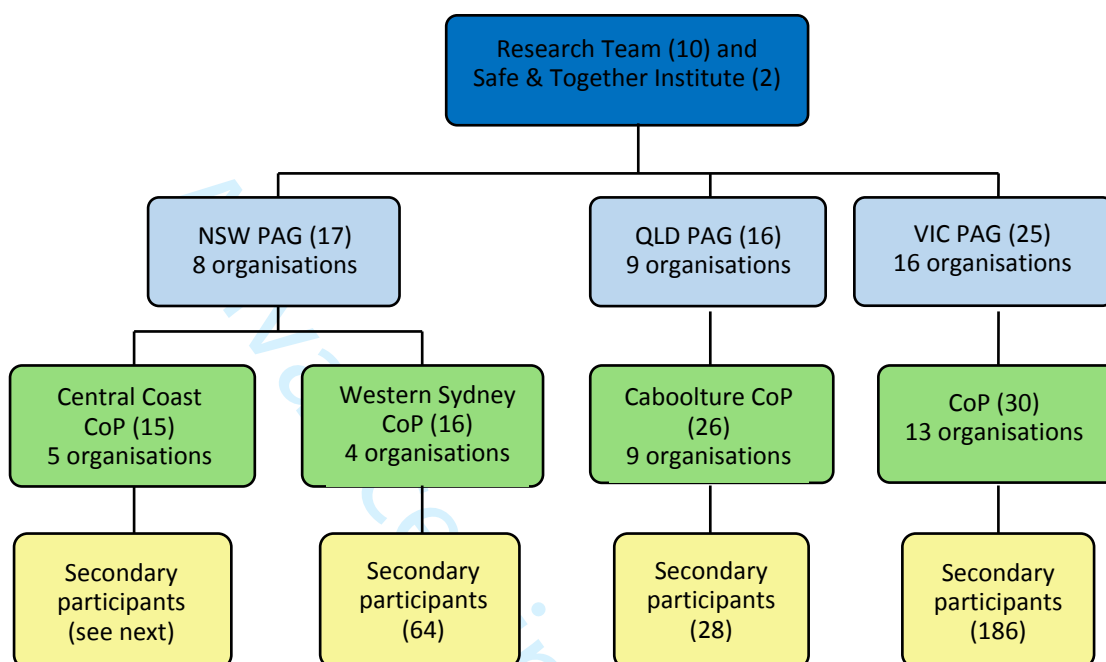 Research Team (10) and
Safe & Together Institute (2)
NSW PAG (17)
8 organisations
QLD PAG (16)
9 organisations
VIC PAG (25)
16 organisations
Central Coast
CoP (15)
5 organisations
Western Sydney
CoP (16)
4 organisations
Caboolture CoP
(26)
9 organisations
CoP (30)
13 organisations
Secondary
participants
(see next)
Secondary
participants
(64)
Secondary
participants
(28)
Secondary
participants
(186)